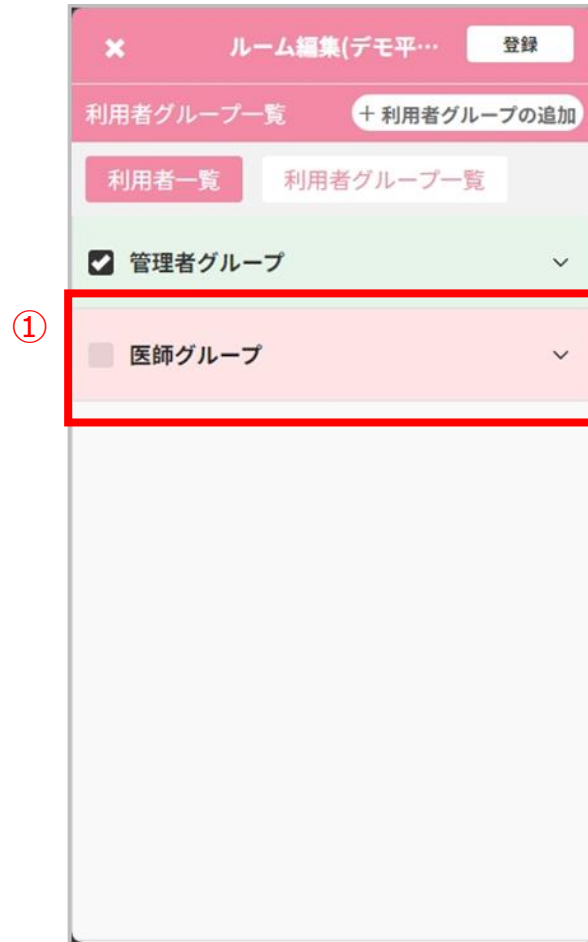 ✖ ルーム編集(デモ平… 登録
利用者グループ一覧 +利用者グループの追加
利用者一覧 利用者グループ一覧
管理者グループ
①
医師グループ